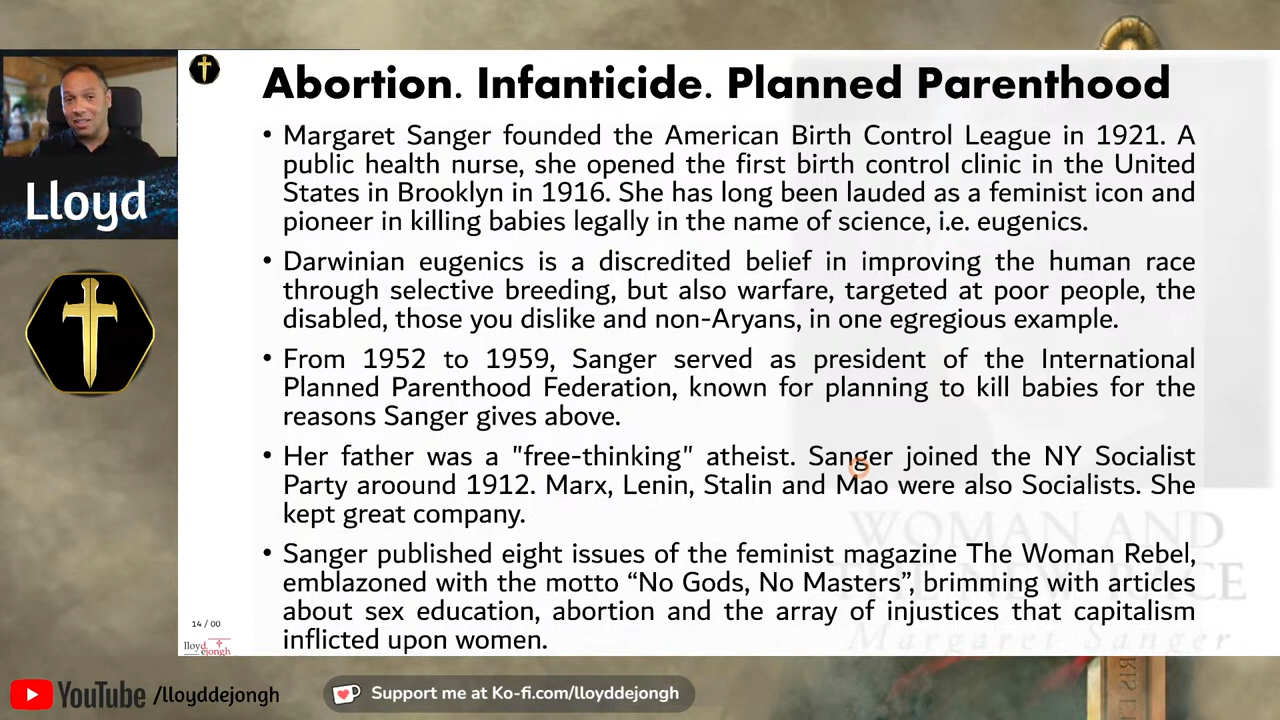 Abortion. Infanticide. Planned Parenthood
• Margaret Sanger founded the American Birth Control League in 1921. A
public health nurse, she opened the first birth control clinic in the United
States in Brooklyn in 1916. She has long been lauded as a feminist icon and
pioneer in killing babies legally in the name of science, i.e. eugenics.
• Darwinian eugenics is a discredited belief in improving the human race
through selective breeding, but also warfare, targeted at poor people, the
disabled, those you dislike and non-Aryans, in one egregious example.
• From 1952 to 1959, Sanger served as president of the International
Planned Parenthood Federation, known for planning to kill babies for the
reasons Sanger gives above.
• Her father was a "free-thinking" atheist. Sanger joined the NY Socialist
Party aroound 1912. Marx, Lenin, Stalin and Mao were also Socialists. She
kept great company.
• Sanger published eight issues of the feminist magazine The Woman Rebel,
emblazoned with the motto “No Gods, No Masters”, brimming with articles
about sex education, abortion and the array of injustices that capitalism
inflicted upon women.
WOMAN AND
THE NEW RACE
Margaret Sanger
Lloyd
14 / 00
lloyd
ejongh
YouTube /lloyddejongh
Support me at Ko-fi.com/lloyddejongh